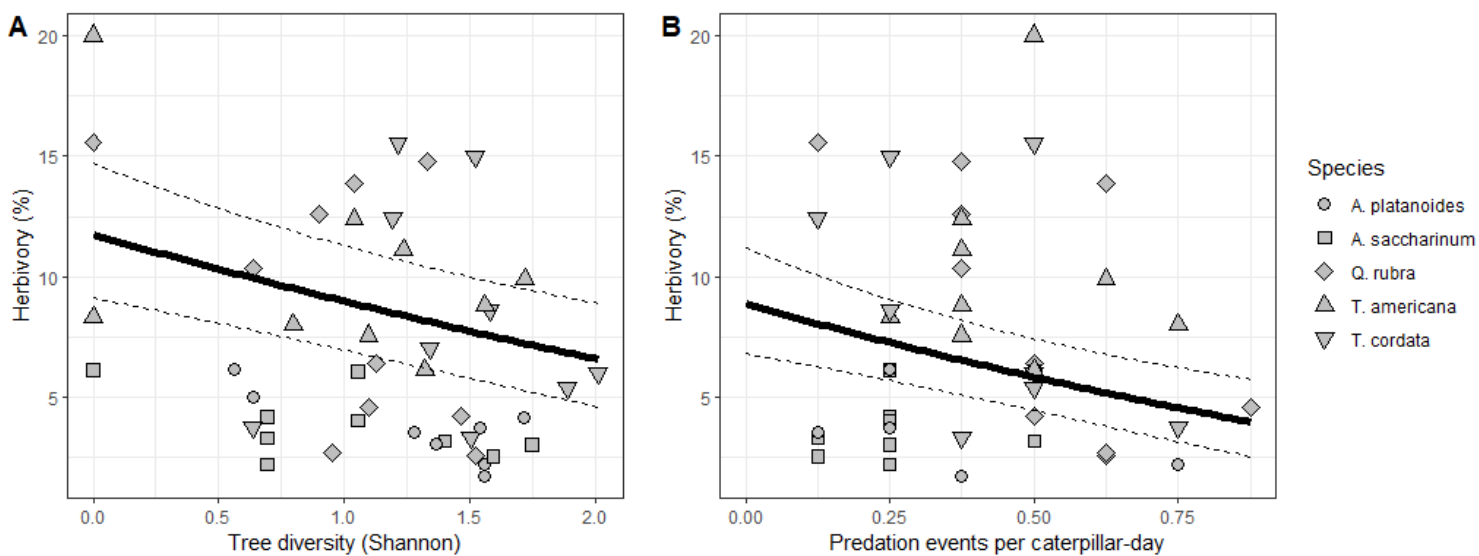 A
20
15
10
5
Herbivory (%)
0.0 0.5 1.0 1.5 2.0
Tree diversity (Shannon)
B
20
15
10
5
Herbivory (%)
0.00 0.25 0.50 0.75
Predation events per caterpillar-day
Species
A. platanoides
A. saccharinum
Q. rubra
T. americana
T. cordata